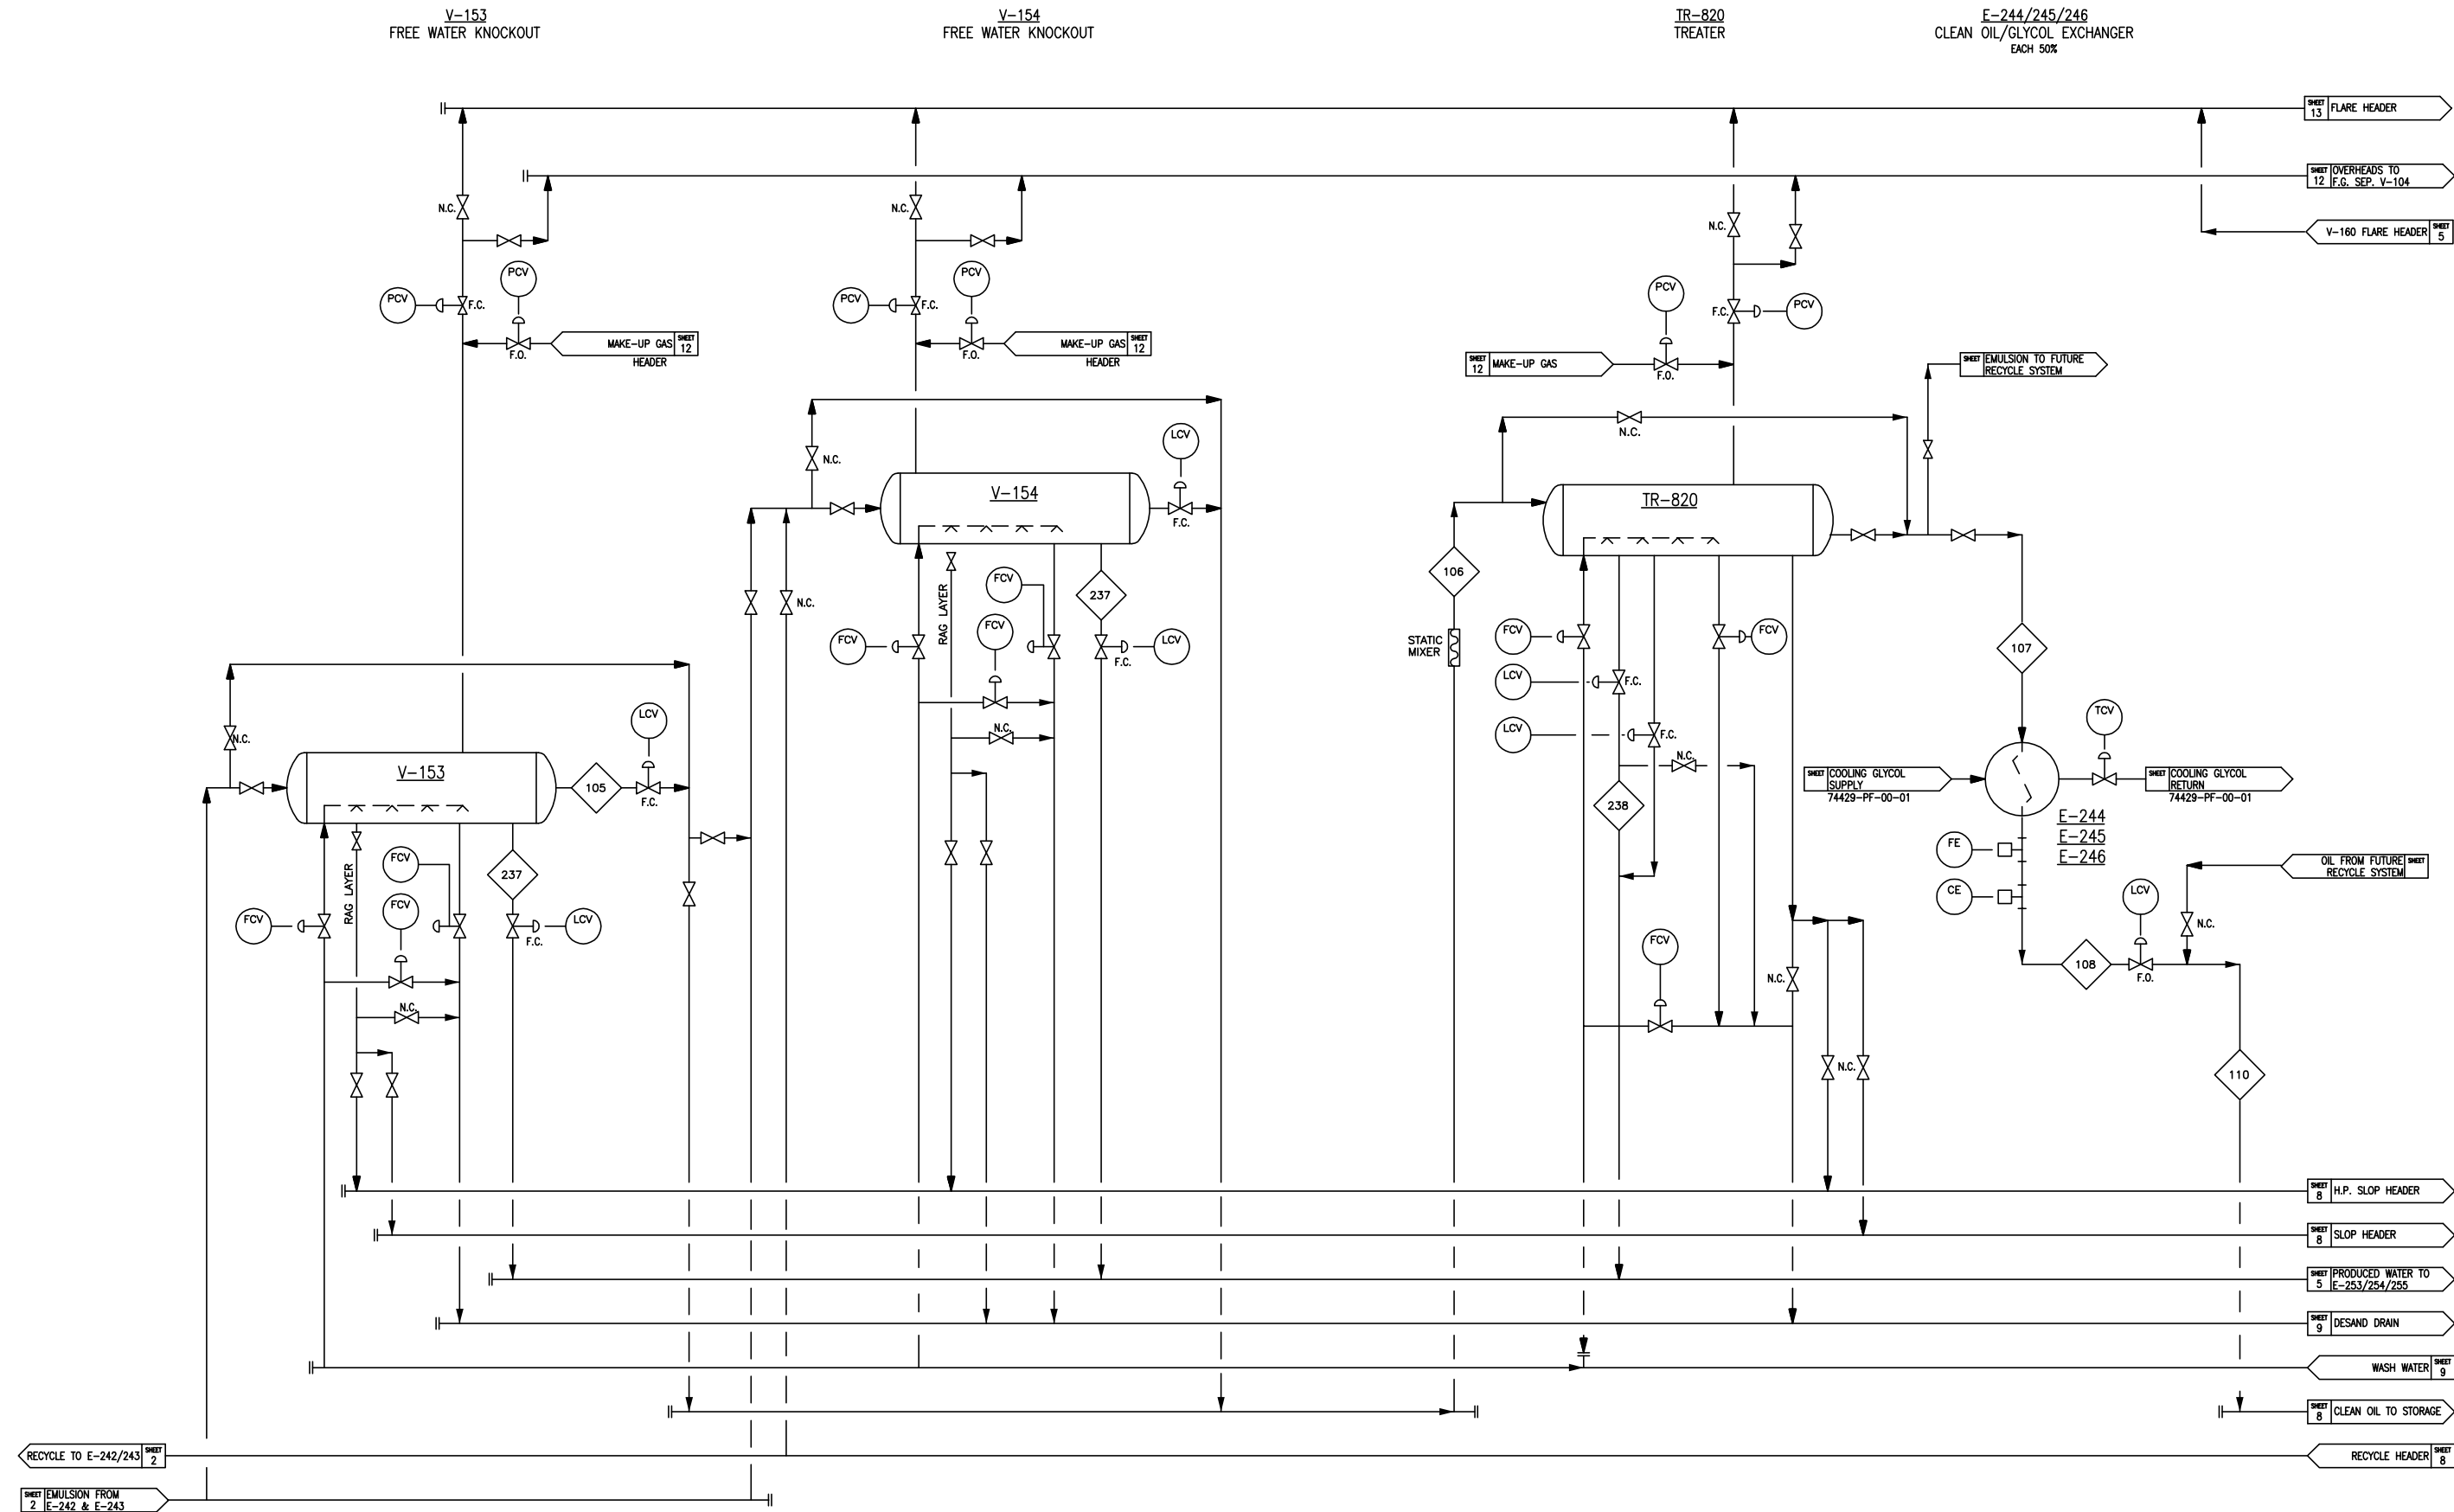 V-153
FREE WATER KNOCKOUT
V-154
FREE WATER KNOCKOUT
TR-820
TREATER
E-244/245/246
CLEAN OIL/GLYCOL EXCHANGER
EACH 50%
SHEET
13
FLARE HEADER
SHEET
12
OVERHEADS TO
F.G. SEP. V-104
V-160 FLARE HEADER
SHEET
5
N.C.
N.C.
N.C.
PCV
PCV
F.C.
F.O.
MAKE-UP GAS
SHEET
12
HEADER
PCV
PCV
F.C.
F.O.
MAKE-UP GAS
SHEET
12
HEADER
PCV
F.C.
PCV
SHEET
12
MAKE-UP GAS
F.O.
SHEET
EMULSION TO FUTURE
RECYCLE SYSTEM
N.C.
LCV
F.C.
V-154
N.C.
TR-820
N.C.
106
STATIC
MIXER
RAG LAYER
FCV
FCV
FCV
237
LCV
F.C.
N.C.
FCV
FCV
LCV
F.C.
LCV
F.C.
N.C.
238
107
TCV
SHEET
COOLING GLYCOL
SUPPLY
74429-PF-00-01
SHEET
COOLING GLYCOL
RETURN
74429-PF-00-01
E-244
E-245
E-246
FE
CE
OIL FROM FUTURE
RECYCLE SYSTEM
SHEET
LCV
N.C.
108
F.O.
110
N.C.
V-153
LCV
105
F.C.
RAG LAYER
FCV
FCV
FCV
237
LCV
F.C.
N.C.
FCV
N.C.
N.C.
SHEET
8
H.P. SLOP HEADER
SHEET
8
SLOP HEADER
SHEET
5
PRODUCED WATER TO
E-253/254/255
SHEET
9
DESAND DRAIN
WASH WATER
SHEET
9
SHEET
8
CLEAN OIL TO STORAGE
RECYCLE TO E-242/243
SHEET
2
RECYCLE HEADER
SHEET
8
SHEET
2
EMULSION FROM
E-242 & E-243